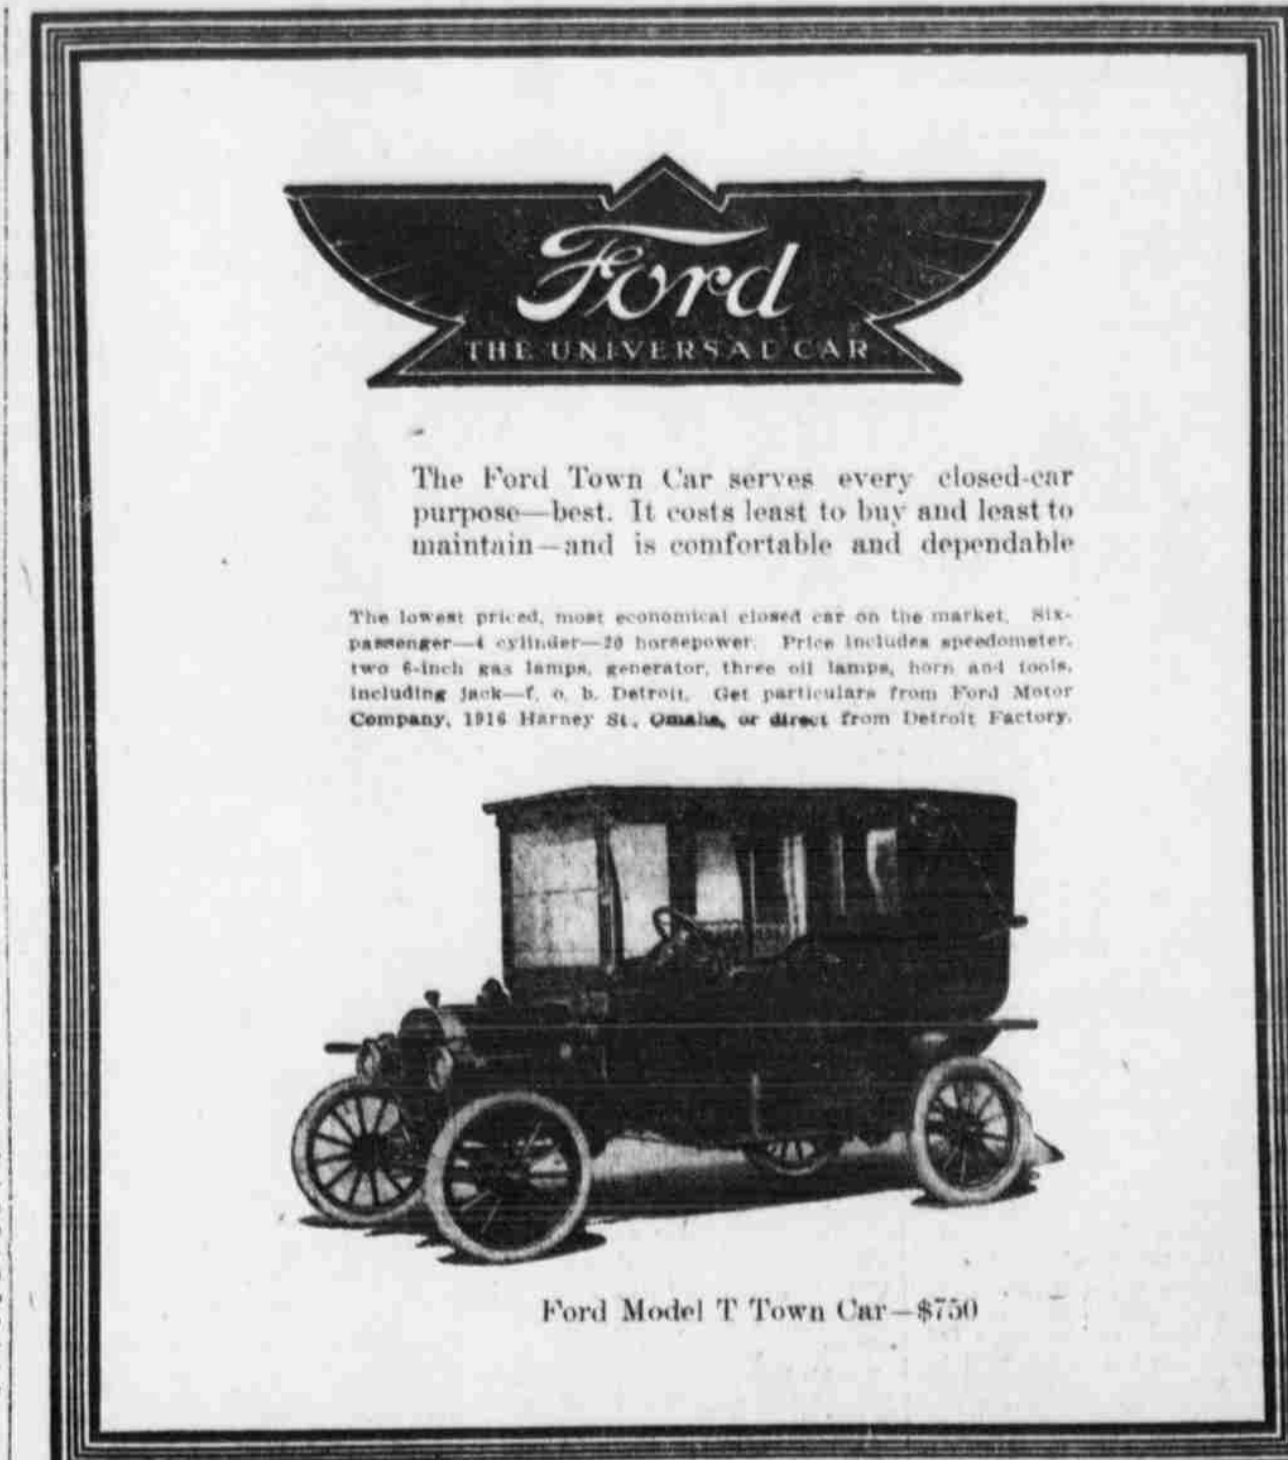 Ford
THE UNIVERSAL CAR
The Ford Town Car serves every closed-car
purpose—best. It costs least to buy and least to
maintain—and is comfortable and dependable
The lowest priced, most economical closed car on the market. Six-
passenger—4 cylinder—20 horsepower. Price includes speedometer,
two 6-inch gas lamps, generator, three oil lamps, horn and tools,
including jack—f. o. b. Detroit. Get particulars from Ford Motor
Company, 1916 Harney St., Omaha, or direct from Detroit Factory.
Ford Model T Town Car—$750